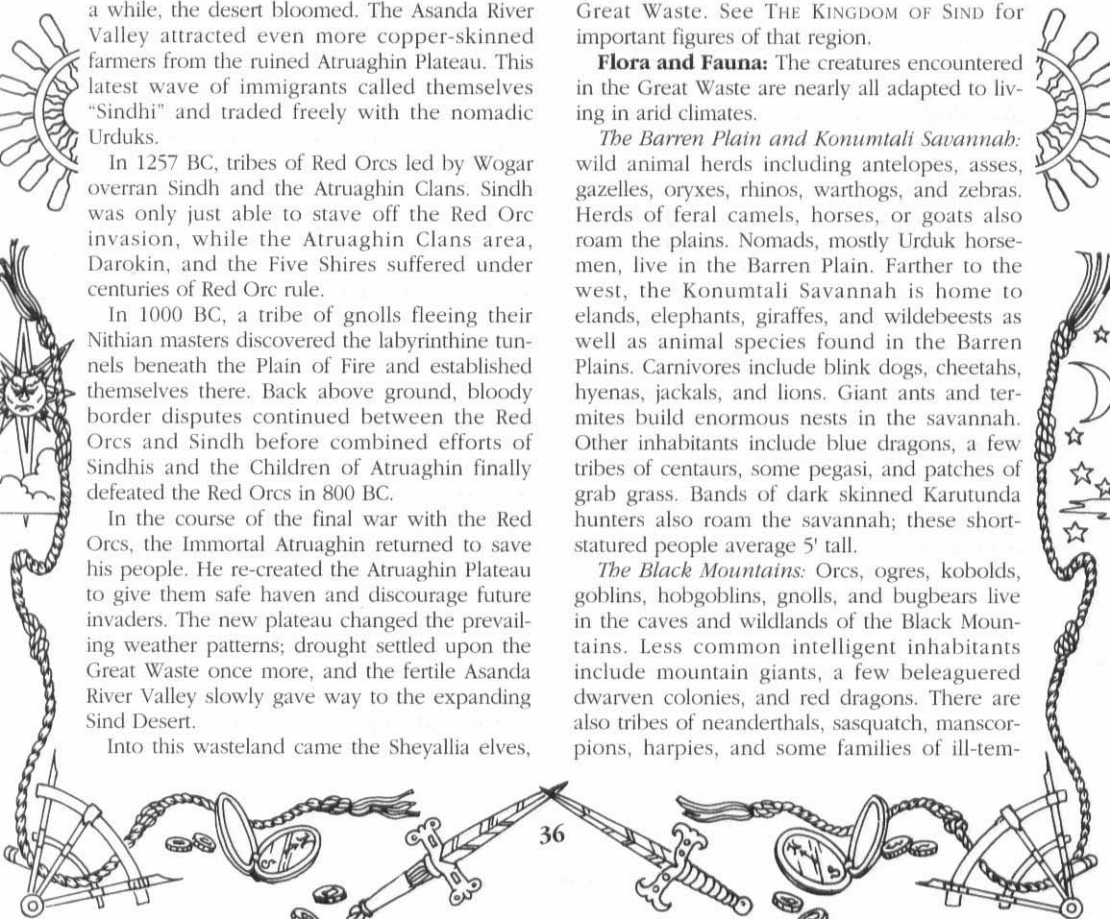 a while, the desert bloomed. The Asanda River
Valley attracted even more copper-skinned
farmers from the ruined Atruaghin Plateau. This
latest wave of immigrants called themselves
"Sindhi" and traded freely with the nomadic
Urduks.
In 1257 BC, tribes of Red Orcs led by Wogar
overran Sindh and the Atruaghin Clans. Sindh
was only just able to stave off the Red Orc
invasion, while the Atruaghin Clans area,
Darokin, and the Five Shires suffered under
centuries of Red Orc rule.
In 1000 BC, a tribe of gnolls fleeing their
Nithian masters discovered the labyrinthine tun-
nels beneath the Plain of Fire and established
themselves there. Back above ground, bloody
border disputes continued between the Red
Orcs and Sindh before combined efforts of
Sindhis and the Children of Atruaghin finally
defeated the Red Orcs in 800 BC.
In the course of the final war with the Red
Orcs, the Immortal Atruaghin returned to save
his people. He re-created the Atruaghin Plateau
to give them safe haven and discourage future
invaders. The new plateau changed the prevail-
ing weather patterns; drought settled upon the
Great Waste once more, and the fertile Asanda
River Valley slowly gave way to the expanding
Sind Desert.
Into this wasteland came the Sheyallia elves,
Great Waste. See THE KINGDOM OF SIND for
important figures of that region.
Flora and Fauna: The creatures encountered
in the Great Waste are nearly all adapted to liv-
ing in arid climates.
The Barren Plain and Konumtali Savannah:
wild animal herds including antelopes, asses,
gazelles, oryxes, rhinos, warthogs, and zebras.
Herds of feral camels, horses, or goats also
roam the plains. Nomads, mostly Urduk horse-
men, live in the Barren Plain. Farther to the
west, the Konumtali Savannah is home to
elands, elephants, giraffes, and wildebeests as
well as animal species found in the Barren
Plains. Carnivores include blink dogs, cheetahs,
hyenas, jackals, and lions. Giant ants and ter-
mites build enormous nests in the savannah.
Other inhabitants include blue dragons, a few
tribes of centaurs, some pegasi, and patches of
grab grass. Bands of dark skinned Karutunda
hunters also roam the savannah; these short-
statured people average 5' tall.
The Black Mountains: Orcs, ogres, kobolds,
goblins, hobgoblins, gnolls, and bugbears live
in the caves and wildlands of the Black Moun-
tains. Less common intelligent inhabitants
include mountain giants, a few beleaguered
dwarven colonies, and red dragons. There are
also tribes of neanderthals, sasquatch, manscor-
pions, harpies, and some families of ill-tem-
36